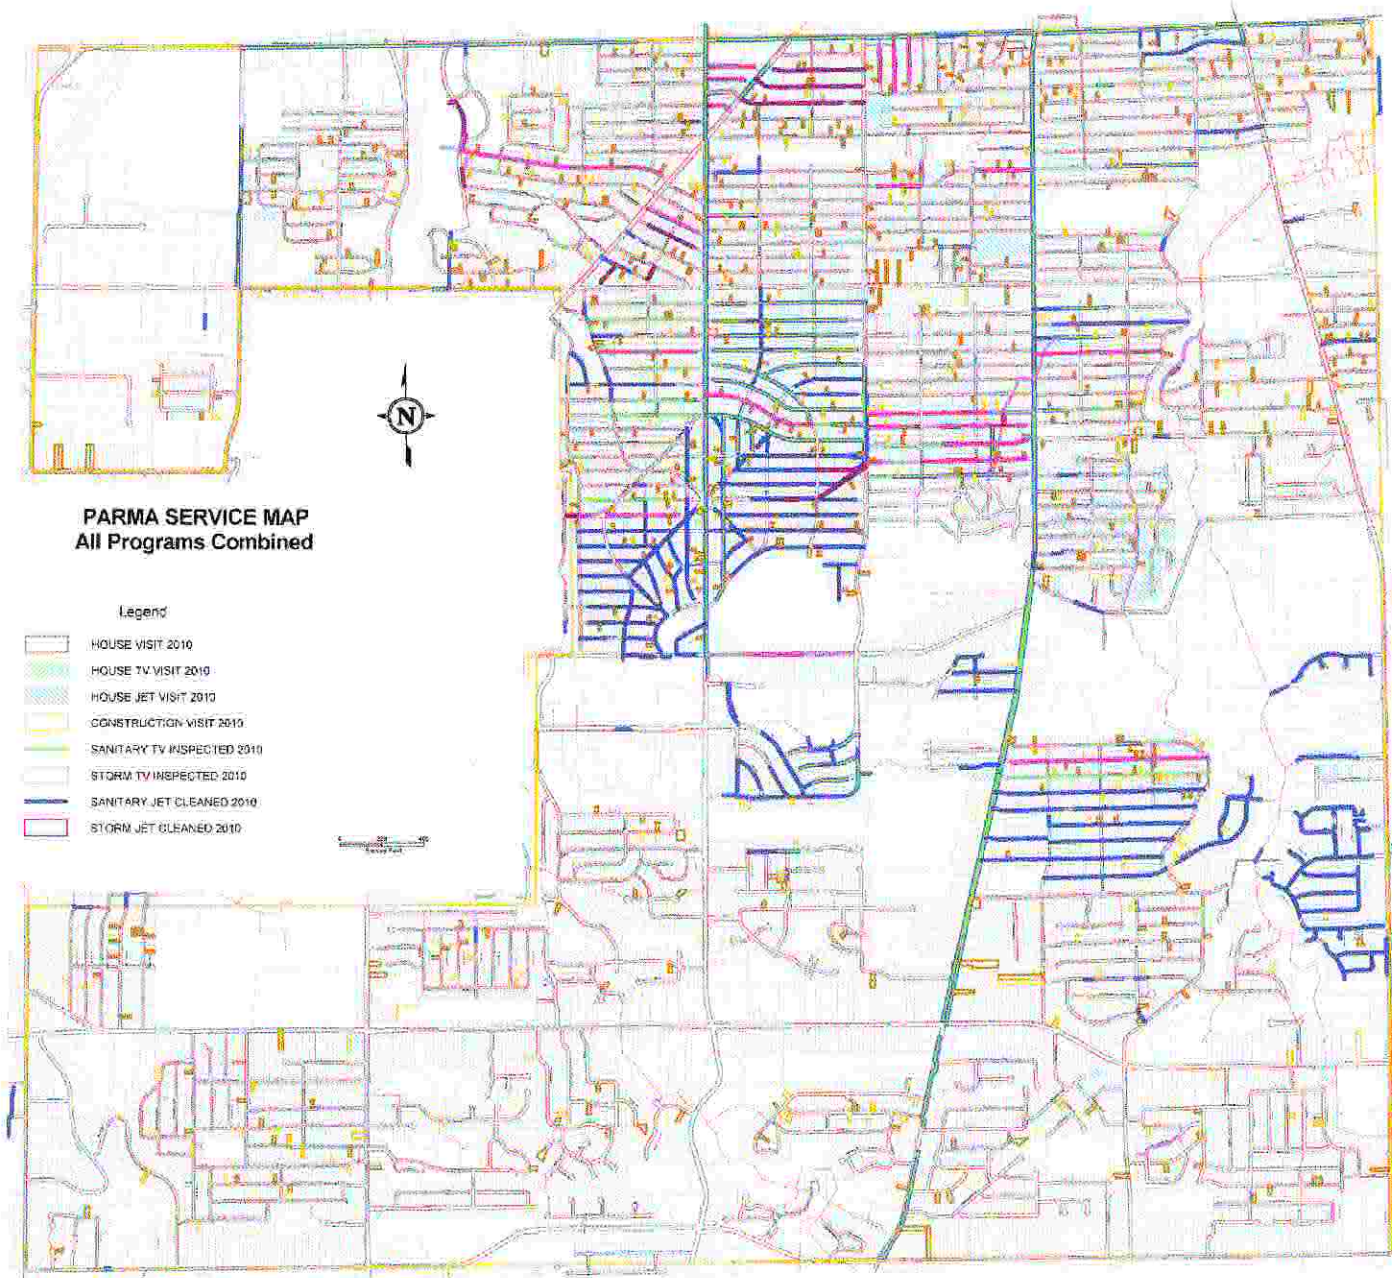 N
PARMA SERVICE MAP
All Programs Combined
Legend
HOUSE VISIT 2010
HOUSE TV VISIT 2010
HOUSE JET VISIT 2010
CONSTRUCTION VISIT 2010
SANITARY TV INSPECTED 2010
STORM TV INSPECTED 2010
SANITARY JET CLEANED 2010
STORM JET CLEANED 2010